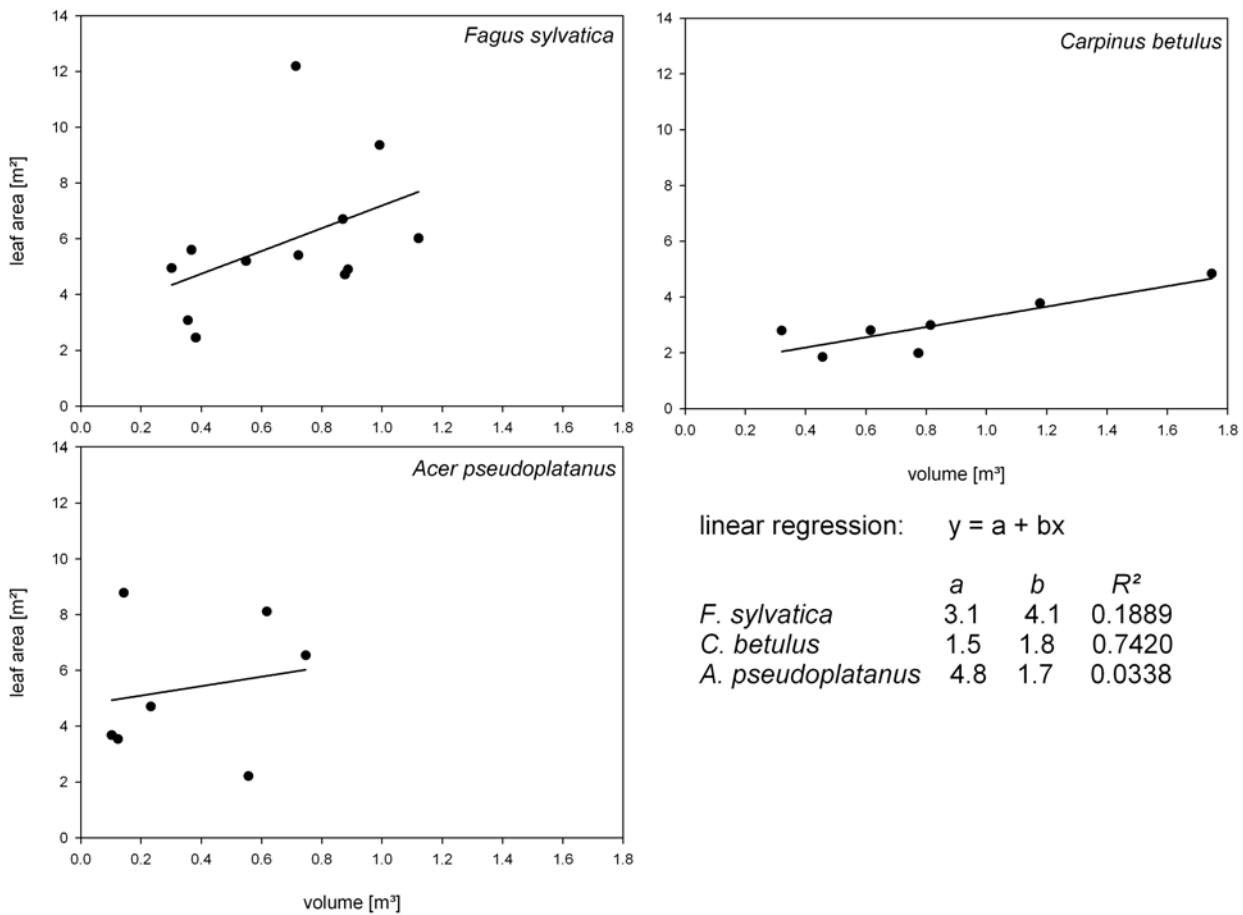 Fagus sylvatica
leaf area [m²]
14
12
10
8
6
4
2
0
0.0 0.2 0.4 0.6 0.8 1.0 1.2 1.4 1.6 1.8
Carpinus betulus
14
12
10
8
6
4
2
0
0.0 0.2 0.4 0.6 0.8 1.0 1.2 1.4 1.6 1.8
volume [m³]
Acer pseudoplatanus
leaf area [m²]
14
12
10
8
6
4
2
0
0.0 0.2 0.4 0.6 0.8 1.0 1.2 1.4 1.6 1.8
volume [m³]
linear regression: y = a + bx
a b R²
F. sylvatica 3.1 4.1 0.1889
C. betulus 1.5 1.8 0.7420
A. pseudoplatanus 4.8 1.7 0.0338